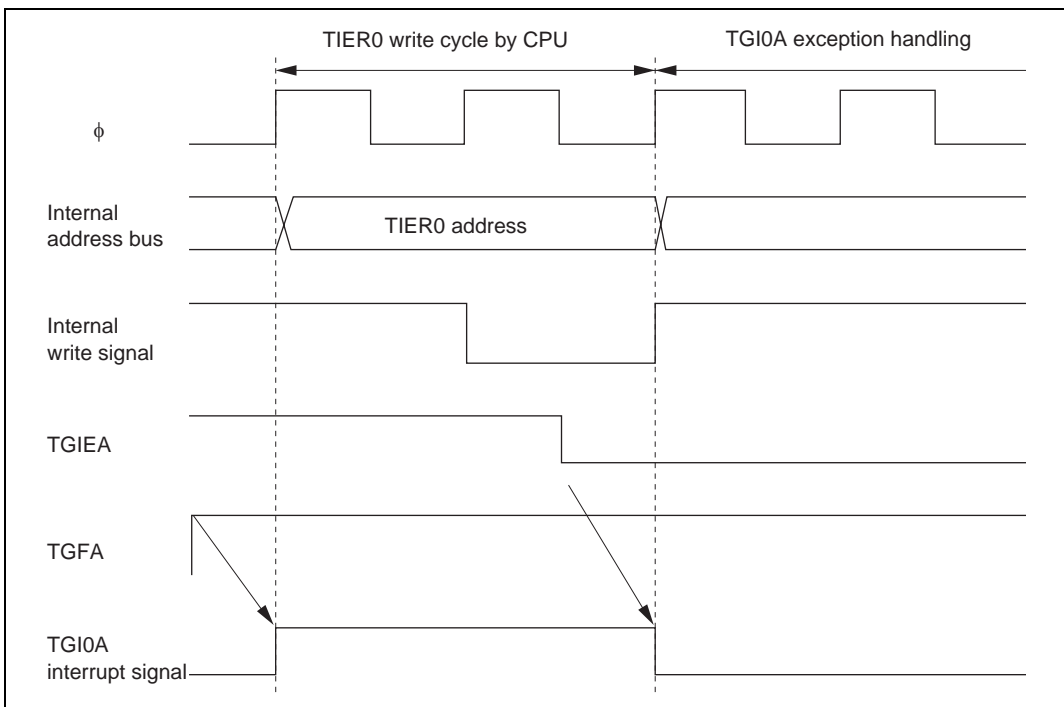 TIER0 write cycle by CPU
TGI0A exception handling
ϕ
Internal
address bus
TIER0 address
Internal
write signal
TGIEA
TGFA
TGI0A
interrupt signal